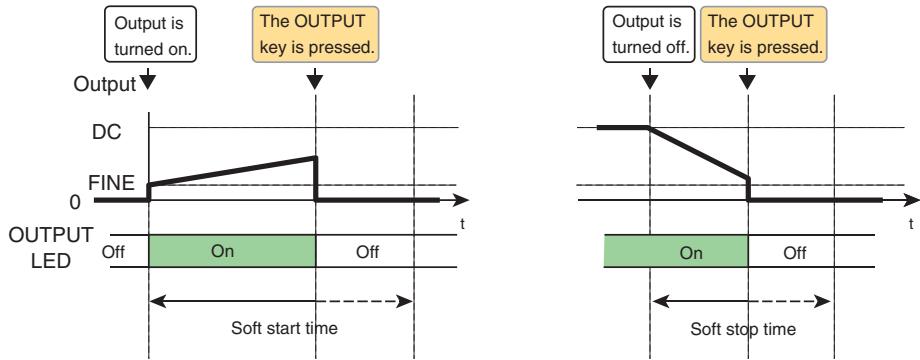 Output is
turned on.
The OUTPUT
key is pressed.
Output is
turned off.
The OUTPUT
key is pressed.
Output
DC
FINE
0
t
t
OUTPUT
LED
Off
On
Off
On
Off
Soft start time
Soft stop time